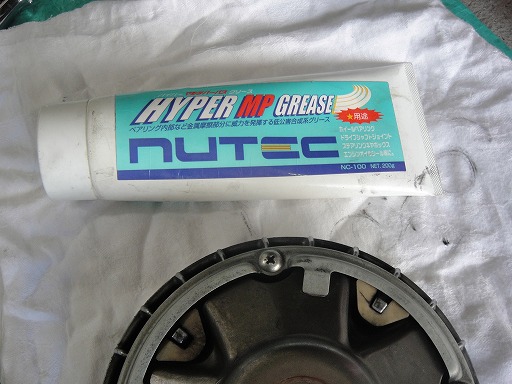 HYPER MP GREASE
ベアリング内部など金属摩擦部分に威力を発揮する低公害合成系グリース
nutec
★用途
ホイールベアリング
ドライブシャフトジョイント
ステアリングギヤボックス
NC-100 NET.200g